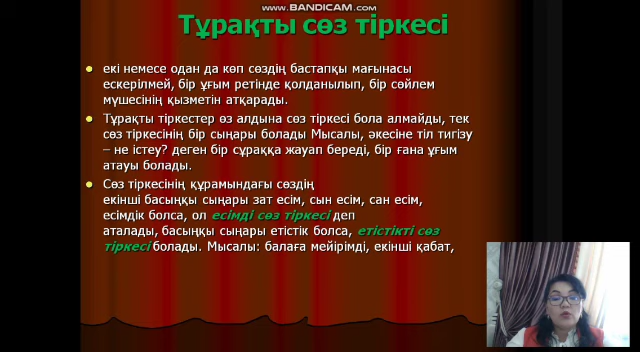 www.BANDICAM.com
Тұрақты сөз тіркесі
екі немесе одан да көп сөздің бастапқы мағынасы
ескерілмей, бір ұғым ретінде қолданылып, бір сөйлем
мүшесінің қызметін атқарады.
Тұрақты тіркестер өз алдына сөз тіркесі бола алмайды, тек
сөз тіркесінің бір сыңары болады Мысалы, әкесіне тіл тигізу
– не істеу? деген бір сұраққа жауап береді, бір ғана ұғым
атауы болады.
Сөз тіркесінің құрамындағы сөздің
екінші басыңқы сыңары зат есім, сын есім, сан есім,
есімдік болса, ол есімді сөз тіркесі деп
аталады, басыңқы сыңары етістік болса, етістікті сөз
тіркесі болады. Мысалы: балаға мейірімді, екінші қабат,